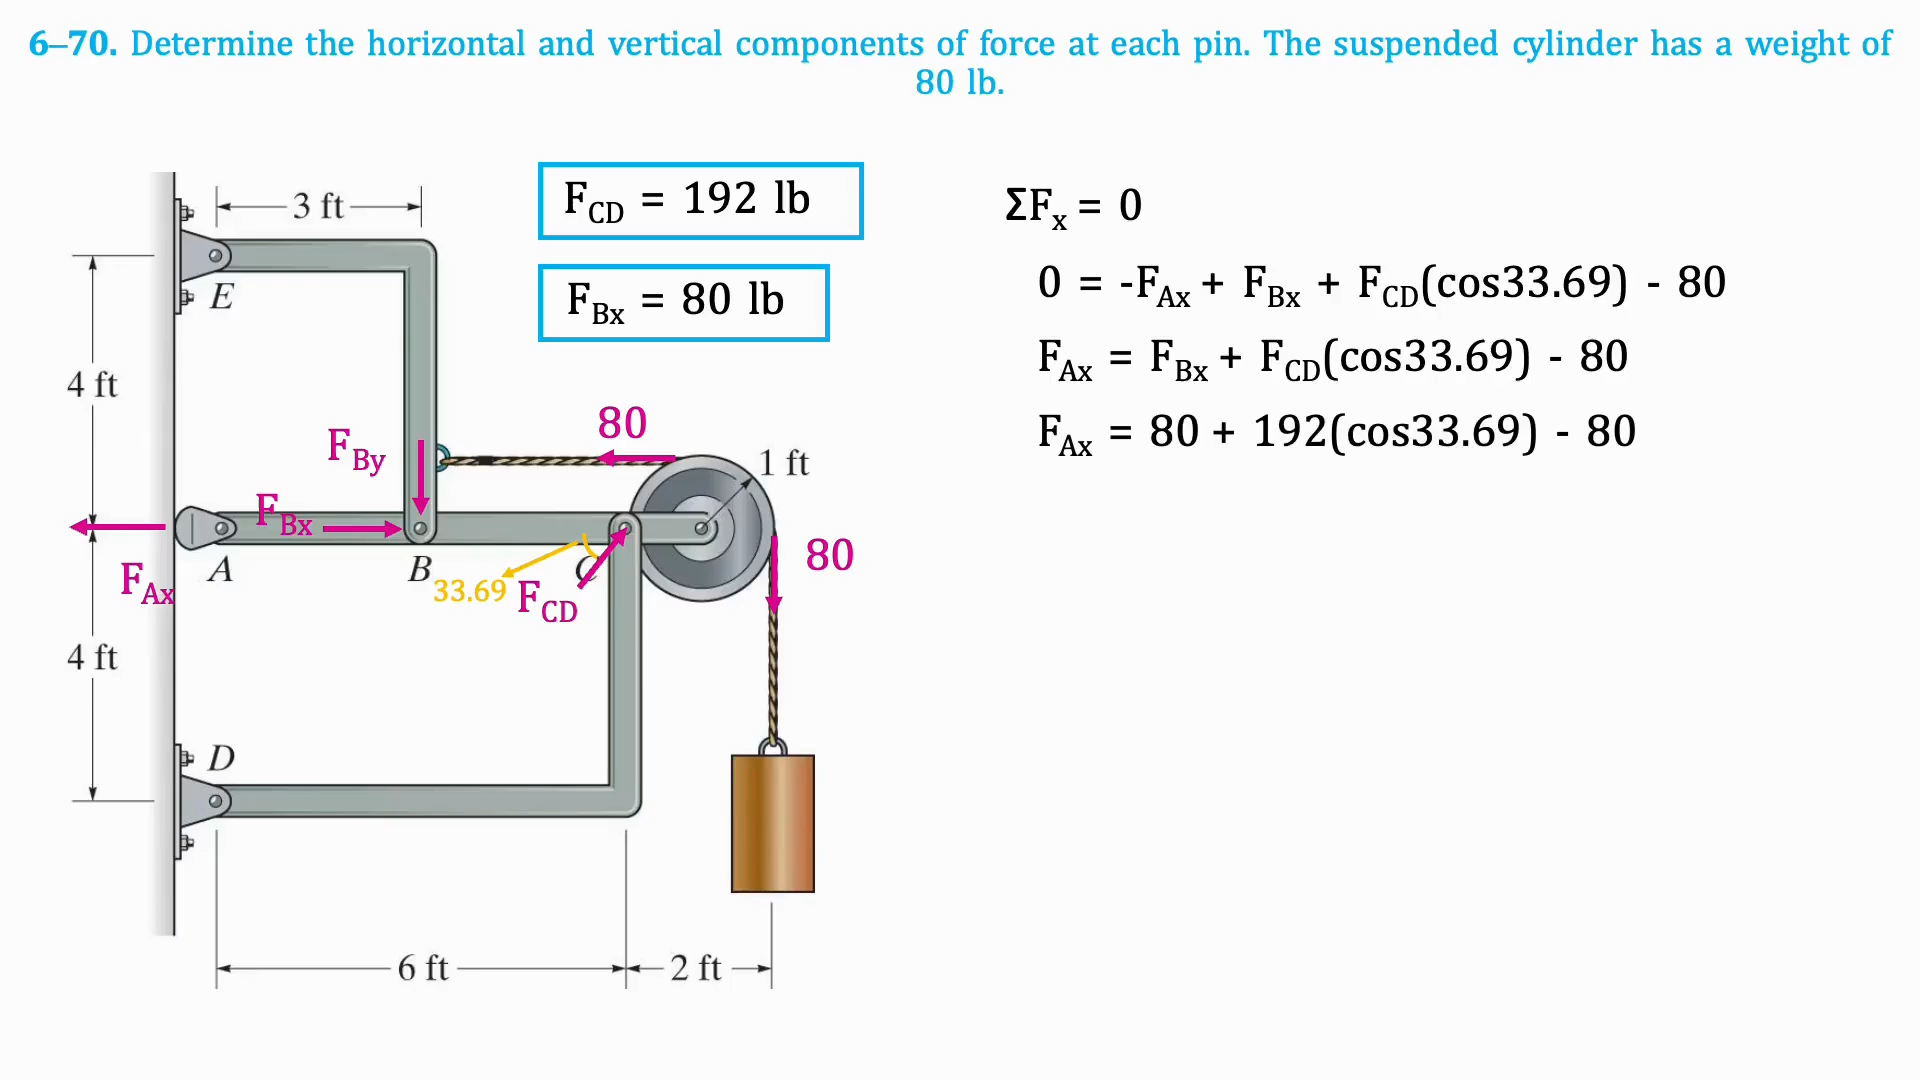 6–70. Determine the horizontal and vertical components of force at each pin. The suspended cylinder has a weight of
80 lb.
F_CD = 192 lb
F_Bx = 80 lb
ΣF_x = 0
0 = -F_Ax + F_Bx + F_CD(cos33.69) - 80
F_Ax = F_Bx + F_CD(cos33.69) - 80
F_Ax = 80 + 192(cos33.69) - 80
3 ft
E
4 ft
80
F_By
1 ft
F_Bx
80
A
B
C
F_Ax
33.69
F_CD
4 ft
D
6 ft
2 ft